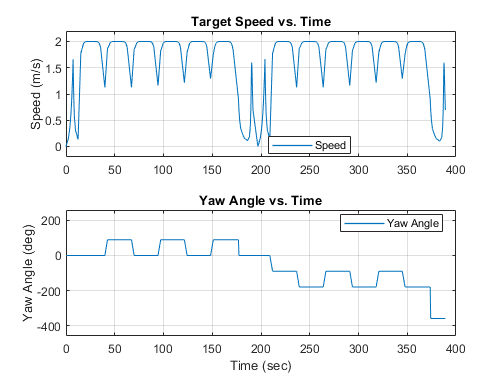 Target Speed vs. Time
Speed (m/s)
2
1.5
1
0.5
0
Speed
0 50 100 150 200 250 300 350 400
Yaw Angle vs. Time
Yaw Angle (deg)
200
0
-200
-400
Yaw Angle
0 50 100 150 200 250 300 350 400
Time (sec)